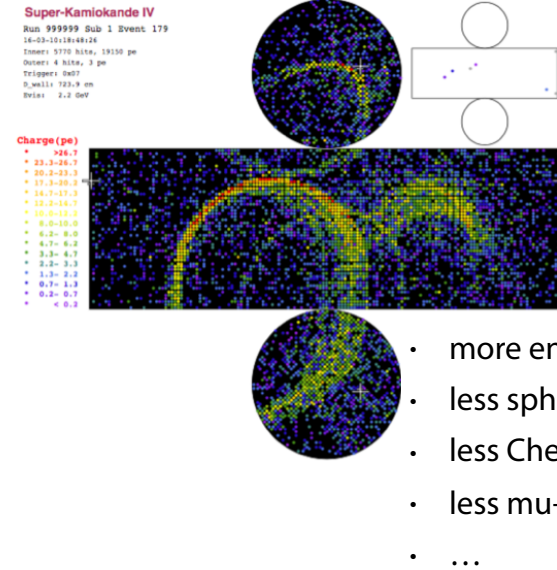 Super-Kamiokande IV
Run 999999 Sub 1 Event 179
16-03-10:18:48:26
Inner: 5770 hits, 19150 pe
Outer: 4 hits, 3 pe
Trigger: 0x07
D_wall: 723.9 cm
Evis: 2.2 GeV
Charge(pe)
>26.7
23.3-26.7
20.2-23.3
17.3-20.2
14.7-17.3
12.2-14.7
10.0-12.2
8.0-10.0
6.2- 8.0
4.7- 6.2
3.3- 4.7
2.2- 3.3
1.3- 2.2
0.7- 1.3
0.2- 0.7
< 0.2
• more en
• less sph
• less Che
• less mu-
• …